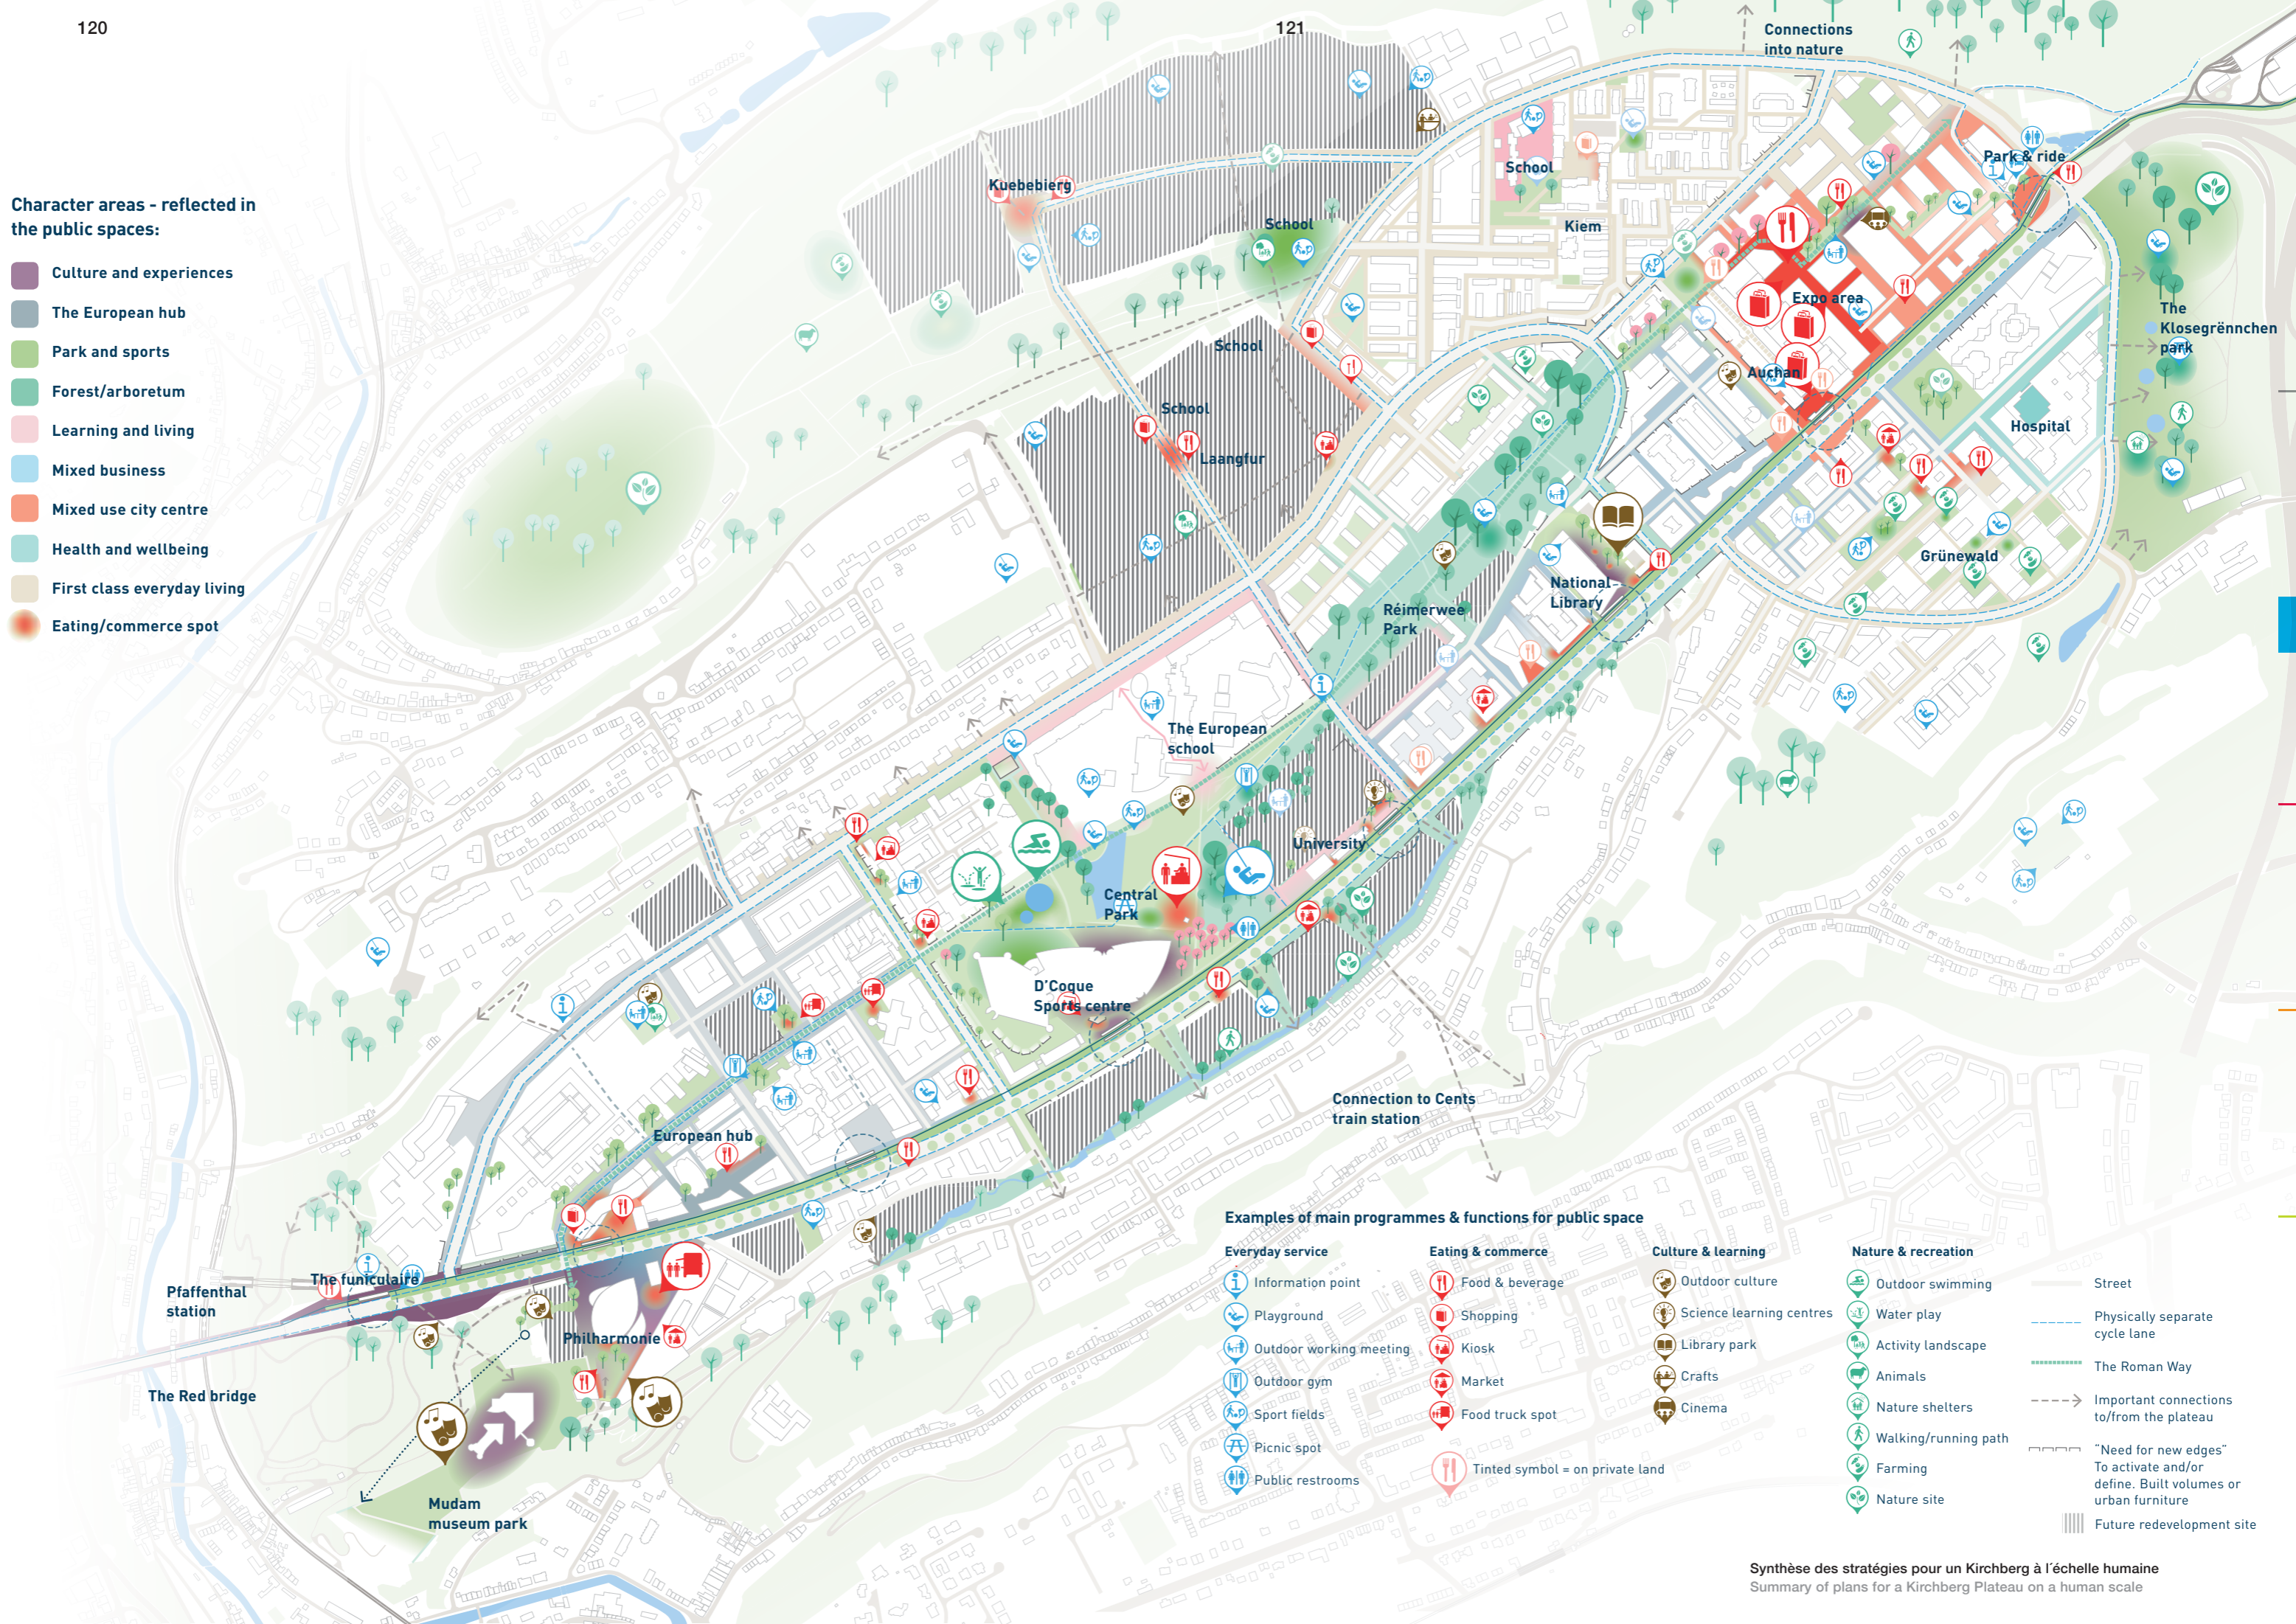 120
121
Connections
into nature
Character areas - reflected in
the public spaces:
Culture and experiences
The European hub
Park and sports
Forest/arboretum
Learning and living
Mixed business
Mixed use city centre
Health and wellbeing
First class everyday living
Eating/commerce spot
Kuebebierg
School
School
Kiem
Park & ride
School
School
Laangfur
Expo area
Auchan
The
Klosegrënnchen
park
Hospital
Grünewald
National
Library
Réimerwee
Park
The European
school
University
Central
Park
D'Coque
Sports centre
Connection to Cents
train station
European hub
The funiculaire
Pfaffenthal
station
Philharmonie
The Red bridge
Mudam
museum park
Examples of main programmes & functions for public space
Everyday service
Information point
Playground
Outdoor working meeting
Outdoor gym
Sport fields
Picnic spot
Public restrooms
Eating & commerce
Food & beverage
Shopping
Kiosk
Market
Food truck spot
Tinted symbol = on private land
Culture & learning
Outdoor culture
Science learning centres
Library park
Crafts
Cinema
Nature & recreation
Outdoor swimming
Water play
Activity landscape
Animals
Nature shelters
Walking/running path
Farming
Nature site
Street
Physically separate
cycle lane
The Roman Way
Important connections
to/from the plateau
"Need for new edges"
To activate and/or
define. Built volumes or
urban furniture
Future redevelopment site
Synthèse des stratégies pour un Kirchberg à l´échelle humaine
Summary of plans for a Kirchberg Plateau on a human scale